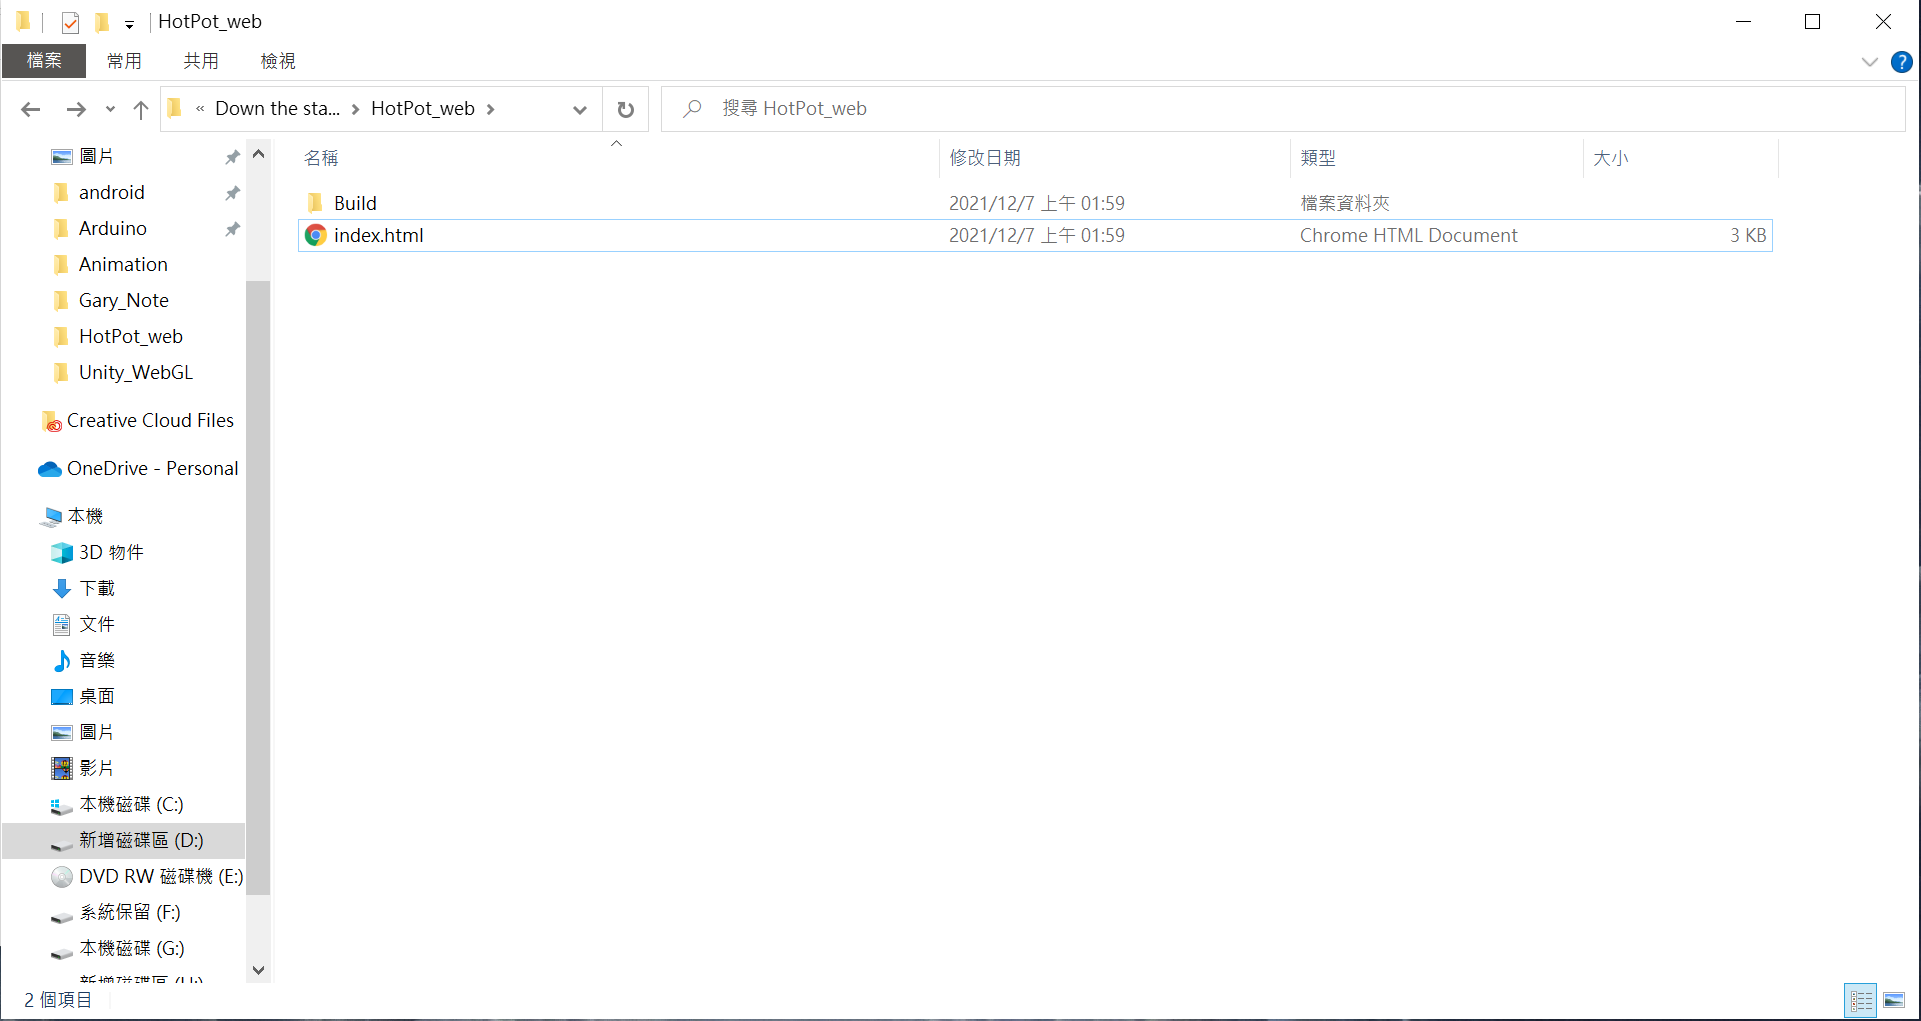 HotPot_web
檔案 常用 共用 檢視
« Down the sta... › HotPot_web › 搜尋 HotPot_web
名稱 修改日期 類型 大小
Build 2021/12/7 上午 01:59 檔案資料夾
index.html 2021/12/7 上午 01:59 Chrome HTML Document 3 KB
圖片
android
Arduino
Animation
Gary_Note
HotPot_web
Unity_WebGL
Creative Cloud Files
OneDrive - Personal
本機
3D 物件
下載
文件
音樂
桌面
圖片
影片
本機磁碟 (C:)
新增磁碟區 (D:)
DVD RW 磁碟機 (E:)
系統保留 (F:)
本機磁碟 (G:)
2 個項目